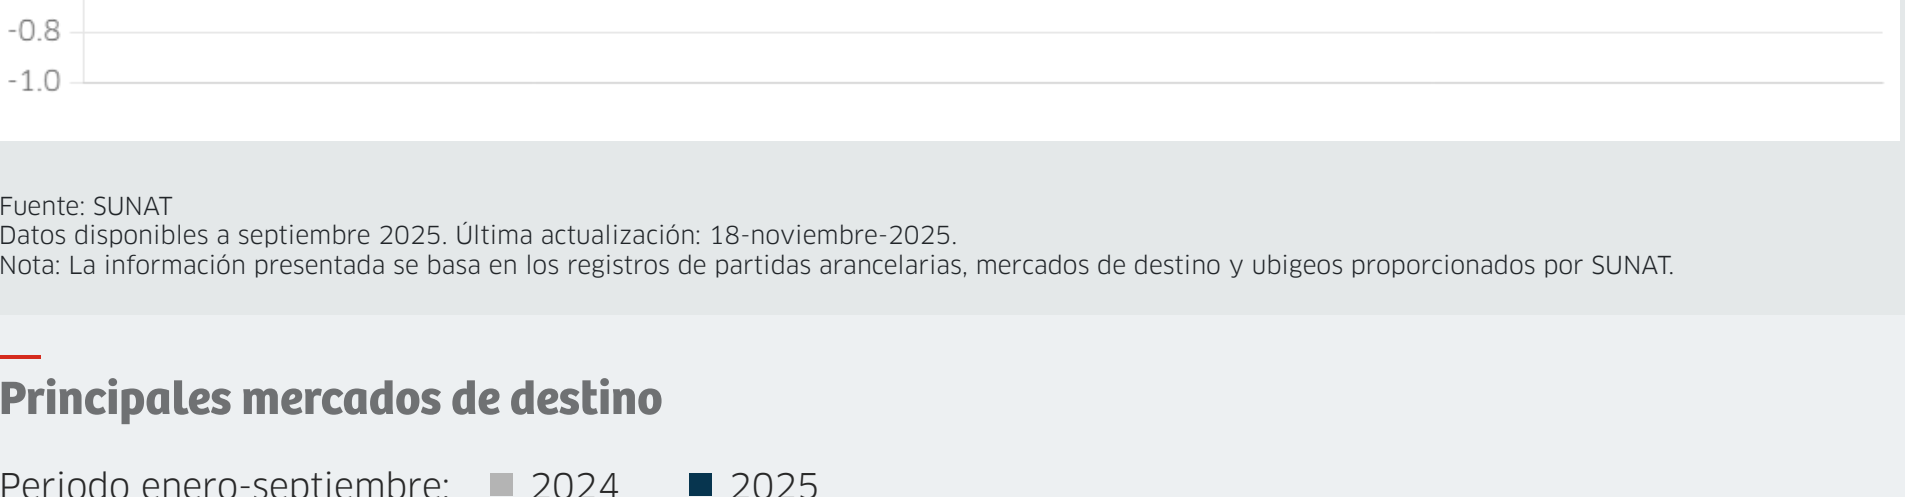 -0.8
-1.0
Fuente: SUNAT
Datos disponibles a septiembre 2025. Última actualización: 18-noviembre-2025.
Nota: La información presentada se basa en los registros de partidas arancelarias, mercados de destino y ubigeos proporcionados por SUNAT.
Principales mercados de destino
Periodo enero-septiembre: 2024 2025